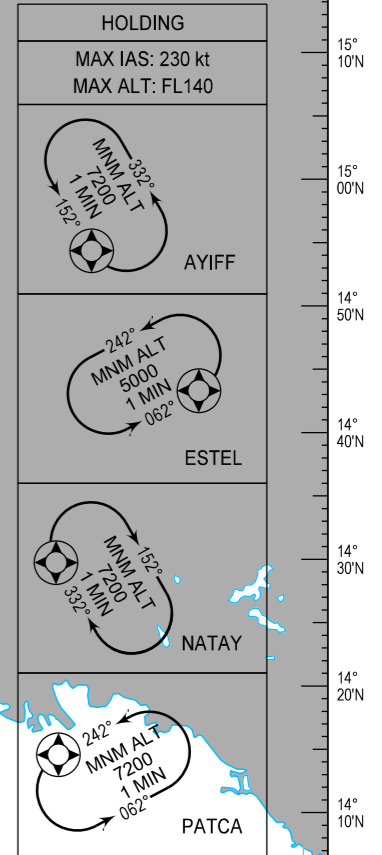 HOLDING
MAX IAS: 230 kt
MAX ALT: FL140
332°
MNM ALT
7200
1 MIN
152°
AYIFF
242°
MNM ALT
5000
1 MIN
062°
ESTEL
152°
MNM ALT
7200
1 MIN
332°
NATAY
242°
MNM ALT
7200
1 MIN
062°
PATCA
15°
10'N
15°
00'N
14°
50'N
14°
40'N
14°
30'N
14°
20'N
14°
10'N